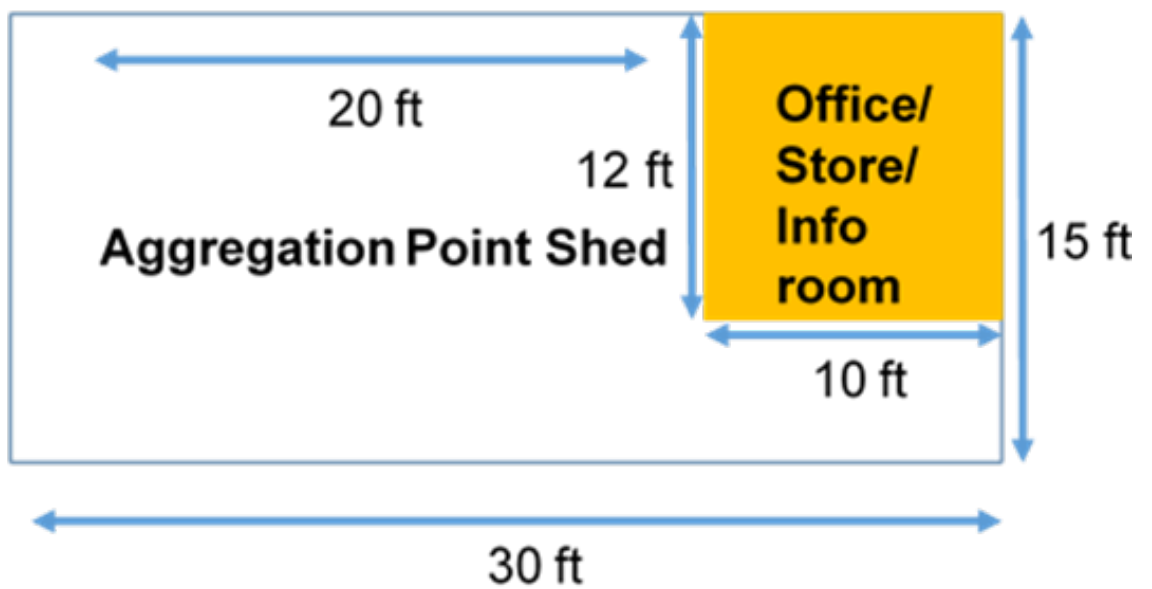 20 ft
12 ft
Office/
Store/
Info
room
Aggregation Point Shed
15 ft
10 ft
30 ft